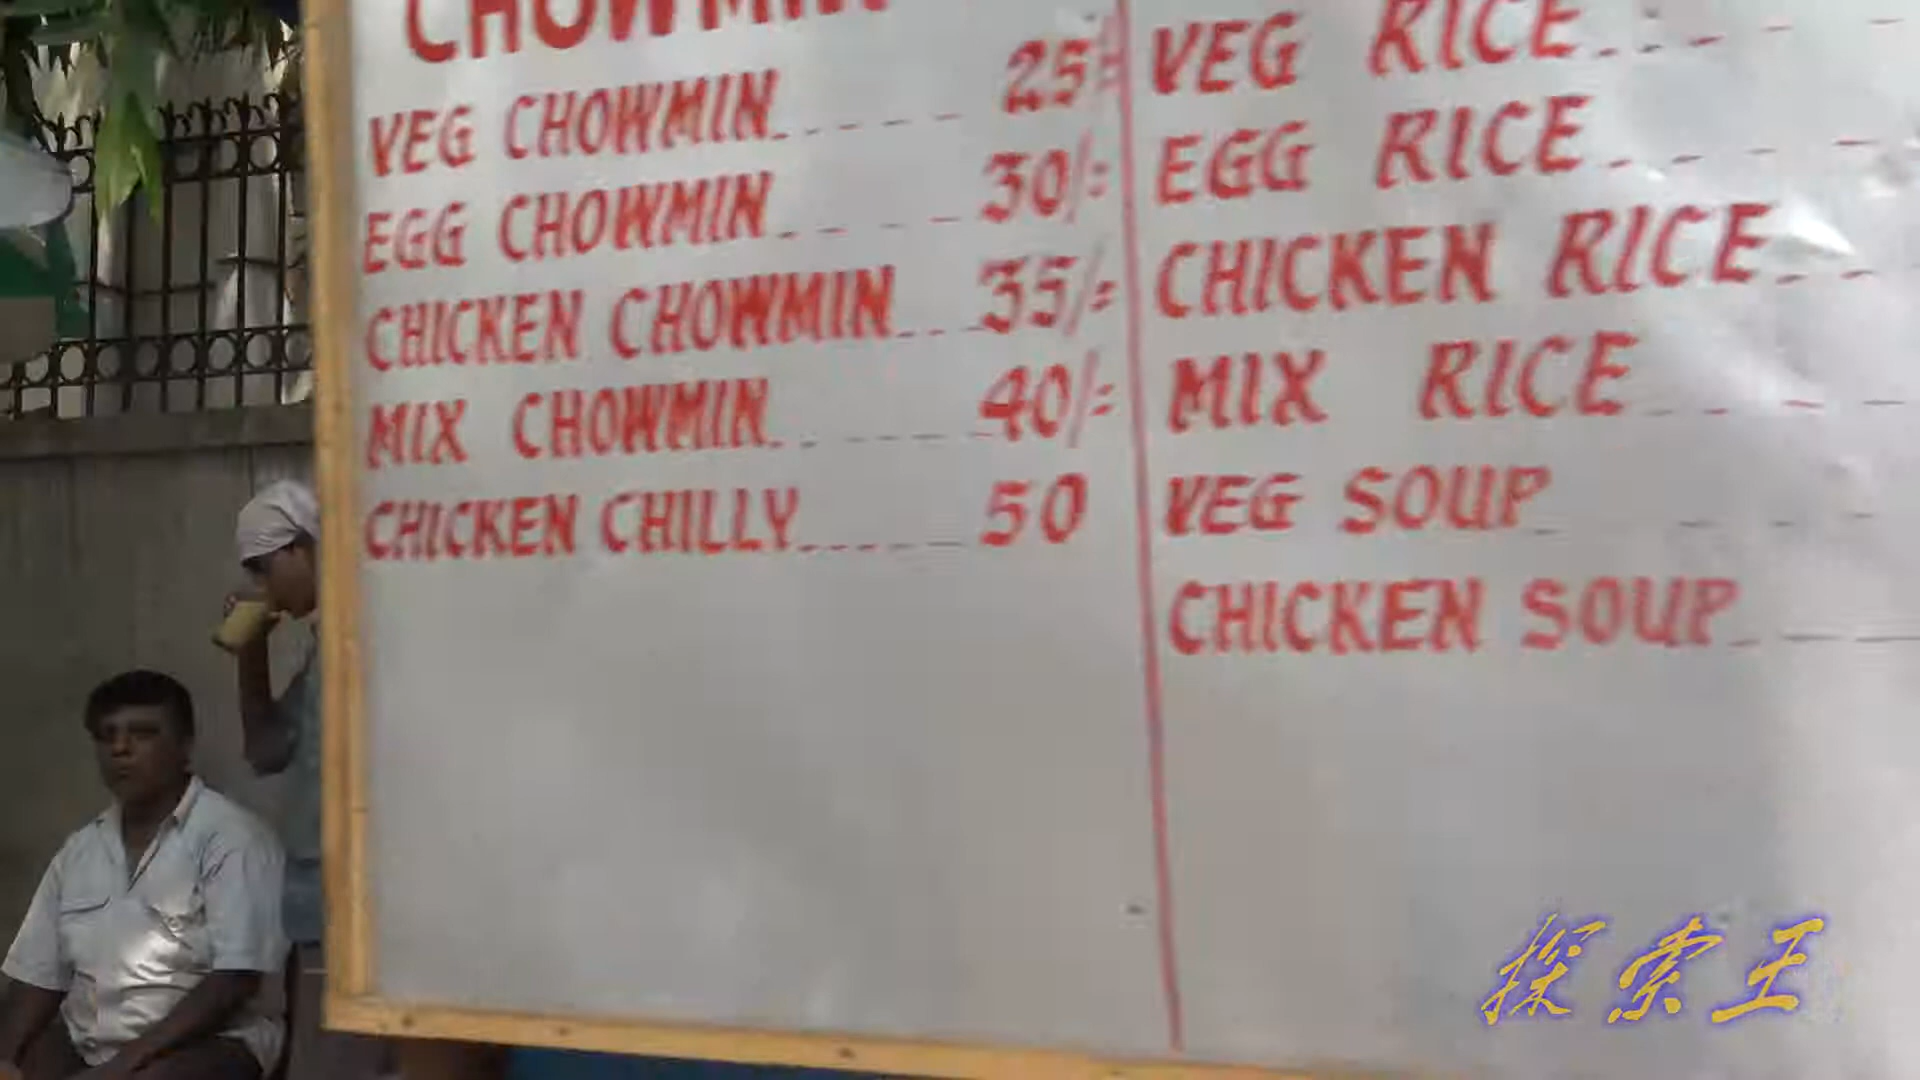 CHOWMIN
VEG CHOWMIN 25/=
EGG CHOWMIN 30/=
CHICKEN CHOWMIN 35/=
MIX CHOWMIN 40/=
CHICKEN CHILLY 50
VEG RICE
EGG RICE
CHICKEN RICE
MIX RICE
VEG SOUP
CHICKEN SOUP
探索王